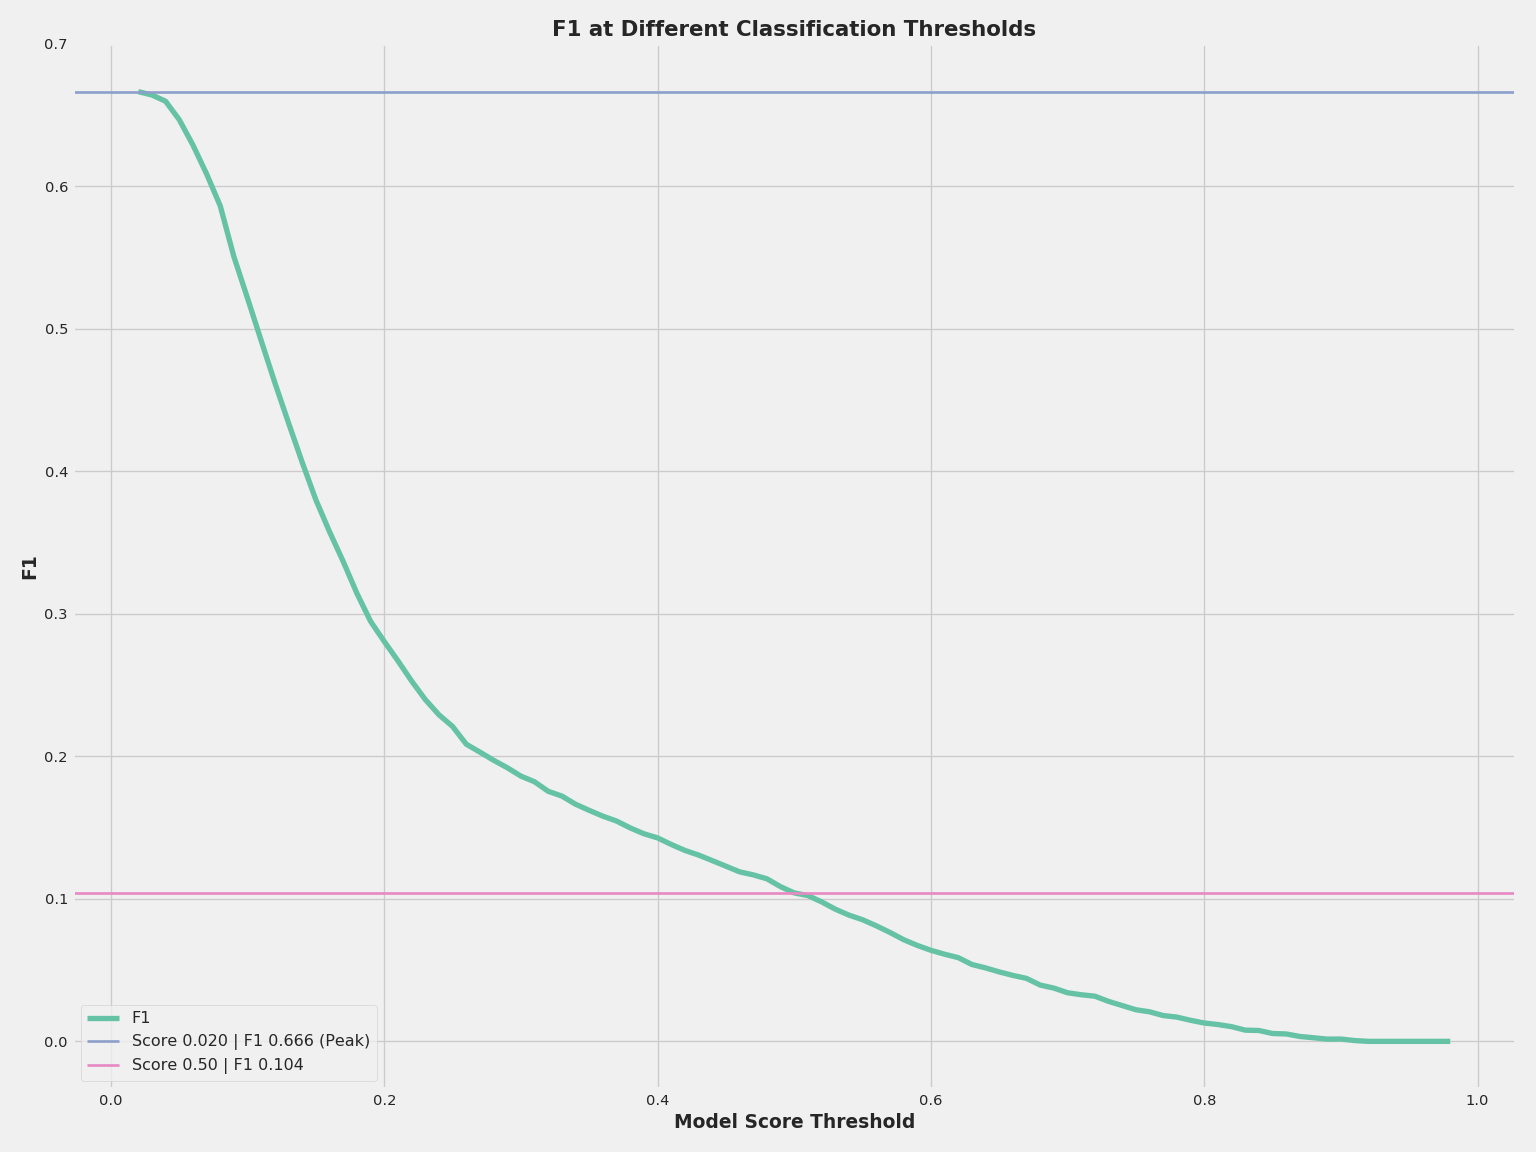 F1 at Different Classification Thresholds
0.7
0.6
0.5
0.4
0.3
0.2
0.1
0.0
F1
F1
Score 0.020 | F1 0.666 (Peak)
Score 0.50 | F1 0.104
0.0 0.2 0.4 0.6 0.8 1.0
Model Score Threshold